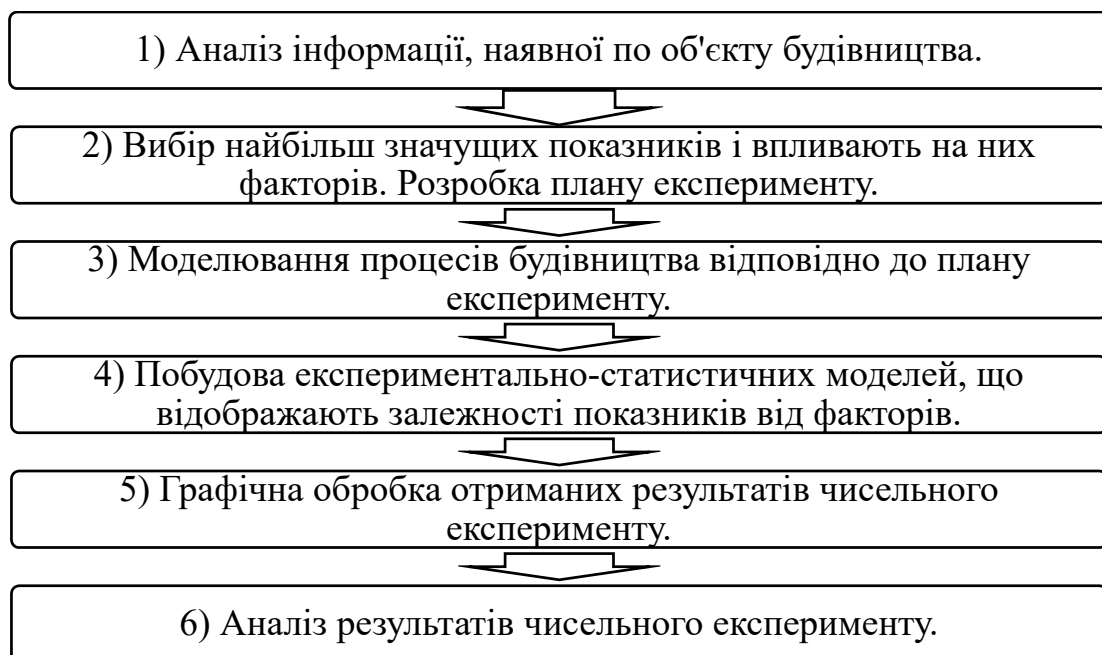 1) Аналіз інформації, наявної по об'єкту будівництва.
2) Вибір найбільш значущих показників і впливають на них
факторів. Розробка плану експерименту.
3) Моделювання процесів будівництва відповідно до плану
експерименту.
4) Побудова експериментально-статистичних моделей, що
відображають залежності показників від факторів.
5) Графічна обробка отриманих результатів чисельного
експерименту.
6) Аналіз результатів чисельного експерименту.